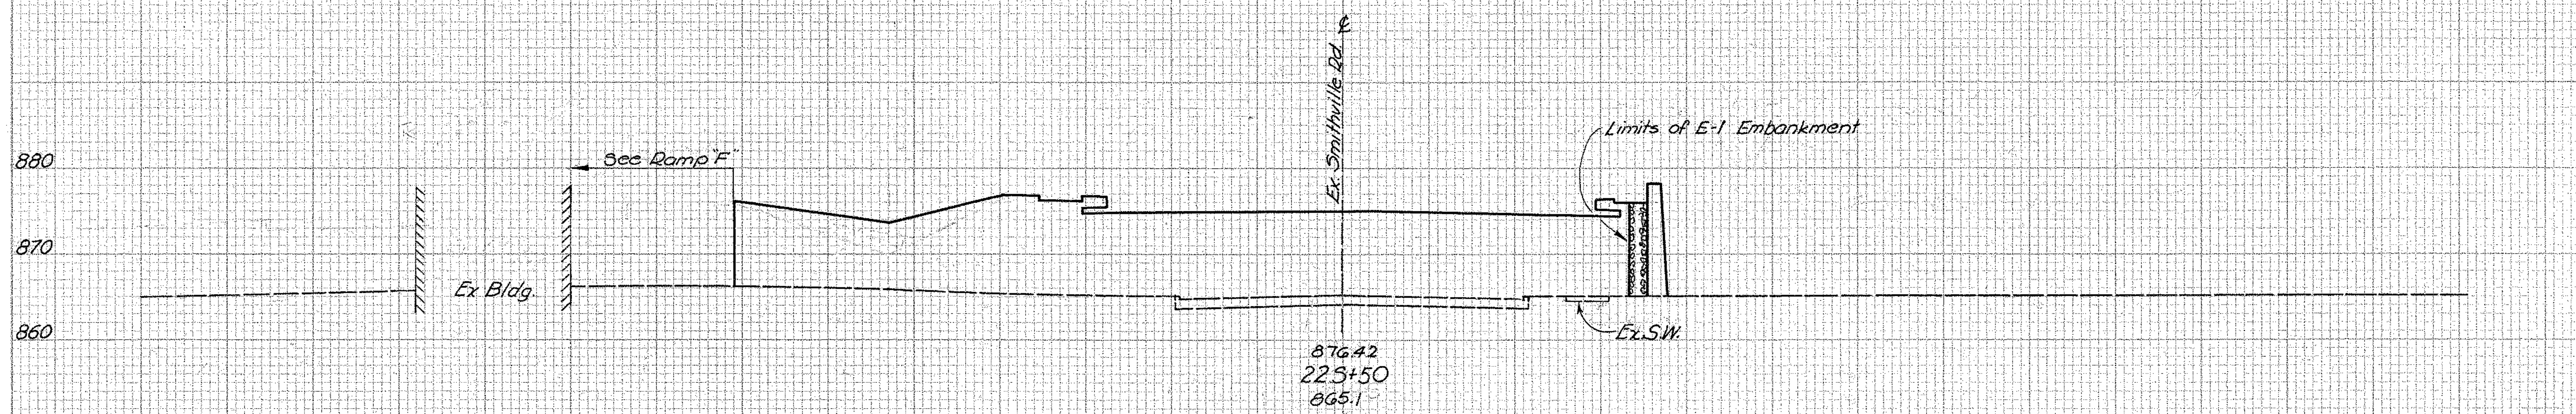 Ex. Smithville Rd. ℄
Limits of E-1 Embankment
880
See Ramp "F"
870
Ex Bldg.
860
Ex.S.W.
876.42
22S+50
865.1